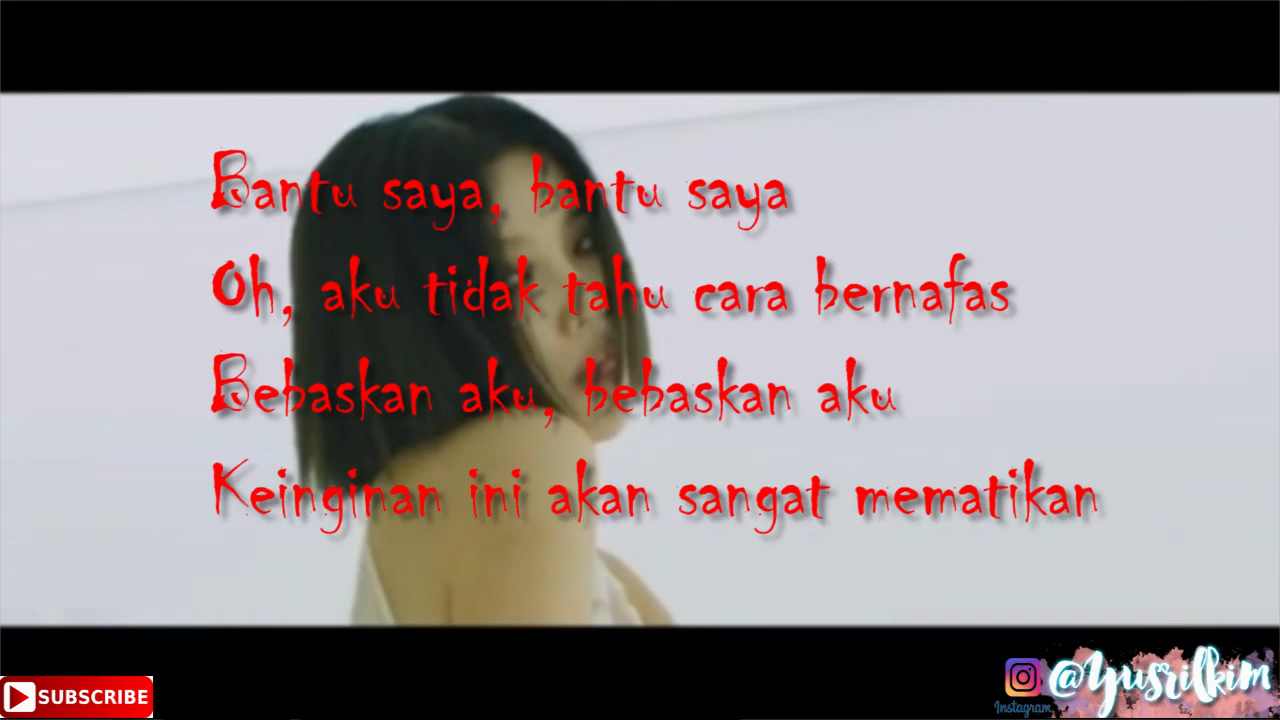 Bantu saya, bantu saya
Oh, aku tidak tahu cara bernafas
Bebaskan aku, bebaskan aku
Keinginan ini akan sangat mematikan
SUBSCRIBE
Instagram
@Yusrilkim